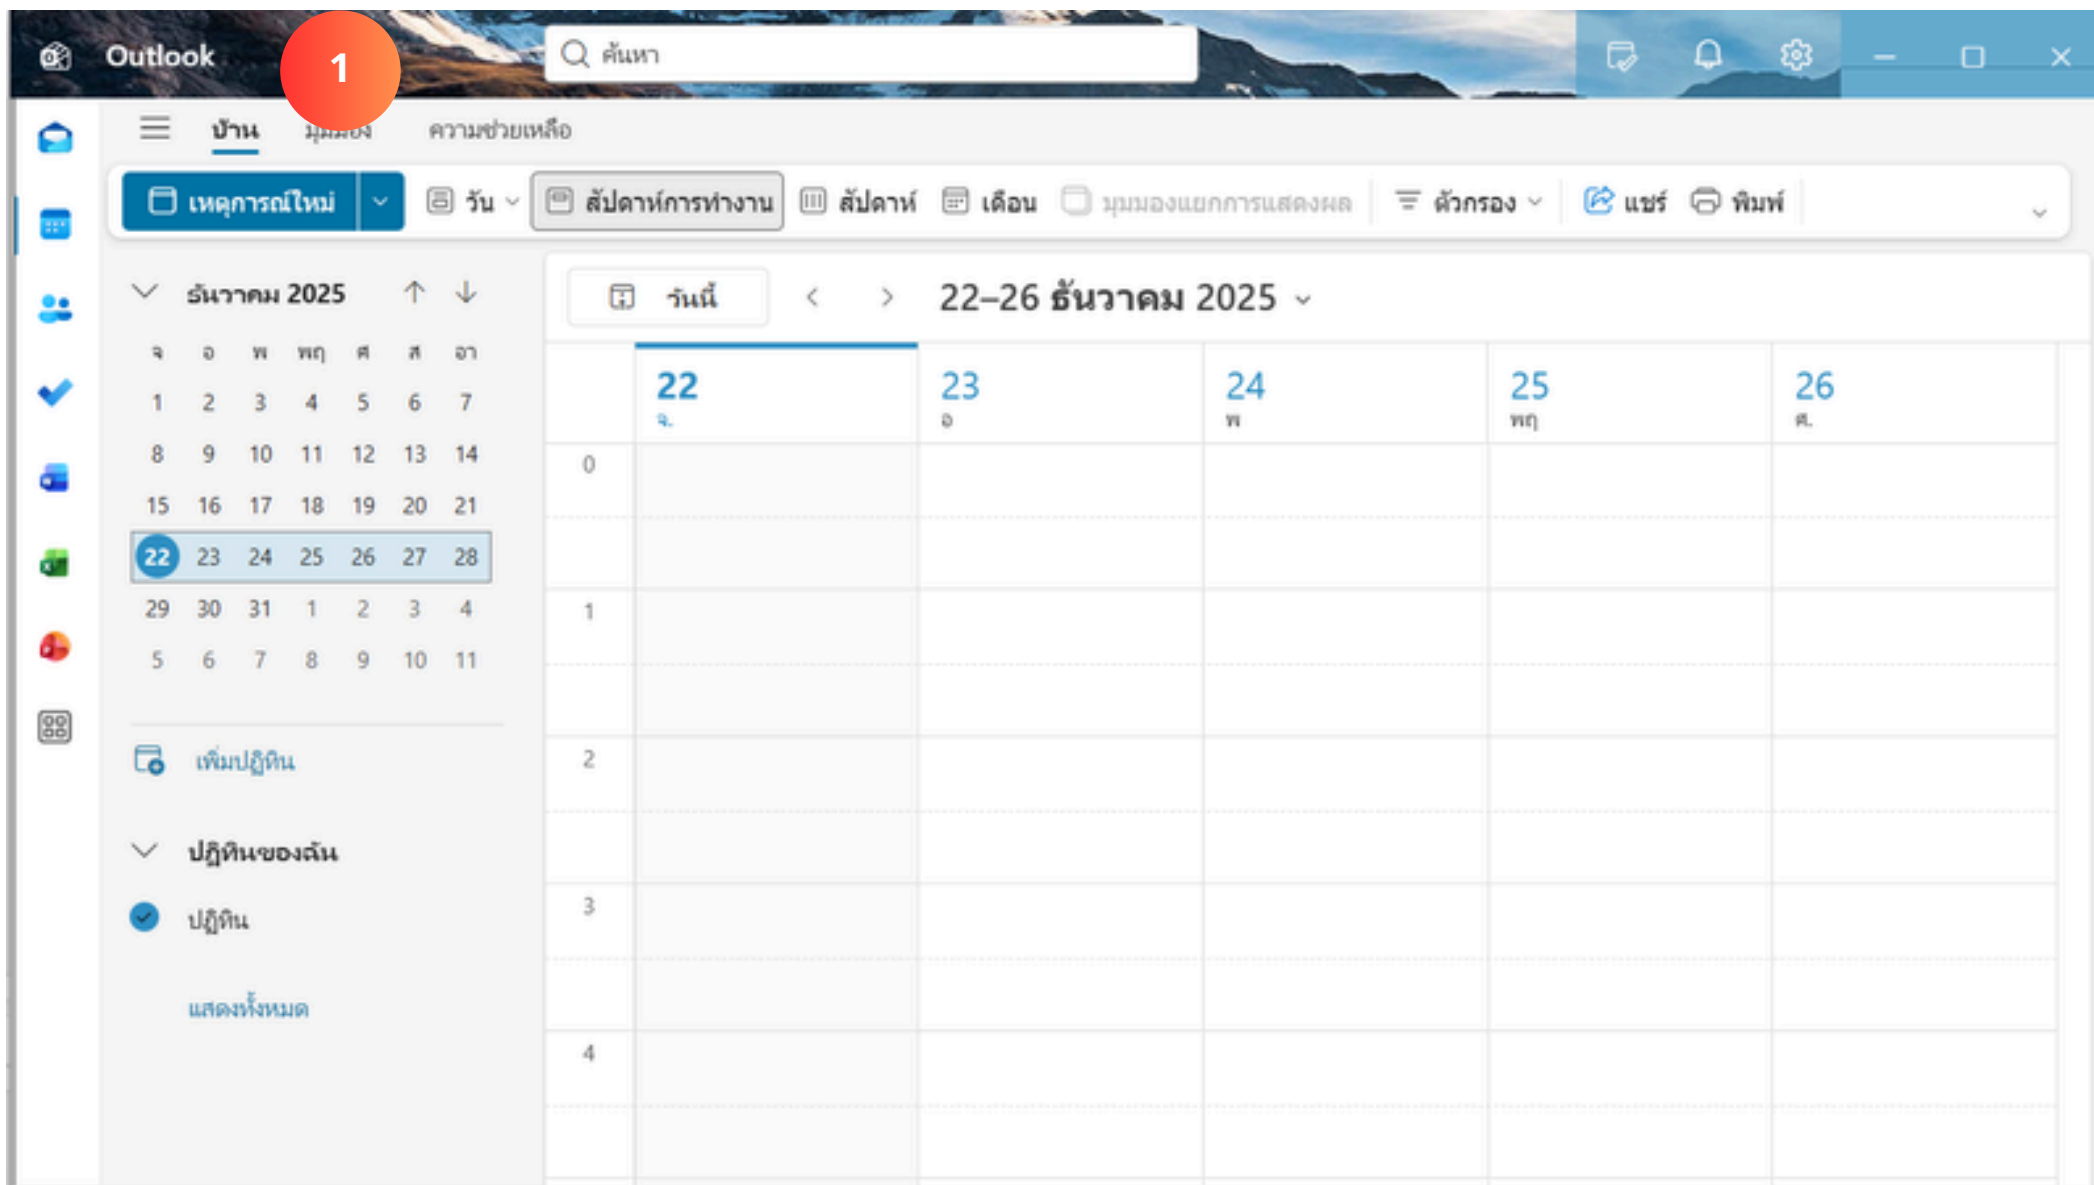 Outlook
1
ค้นหา
บ้าน มุมมอง ความช่วยเหลือ
เหตุการณ์ใหม่ วัน สัปดาห์การทำงาน สัปดาห์ เดือน มุมมองแยกการแสดงผล ตัวกรอง แชร์ พิมพ์
ธันวาคม 2025
จ อ พ พฤ ศ ส อา
1 2 3 4 5 6 7
8 9 10 11 12 13 14
15 16 17 18 19 20 21
22 23 24 25 26 27 28
29 30 31 1 2 3 4
5 6 7 8 9 10 11
เพิ่มปฏิทิน
ปฏิทินของฉัน
ปฏิทิน
แสดงทั้งหมด
วันนี้ 22–26 ธันวาคม 2025
22 23 24 25 26
จ. อ พ พฤ ศ.
0
1
2
3
4